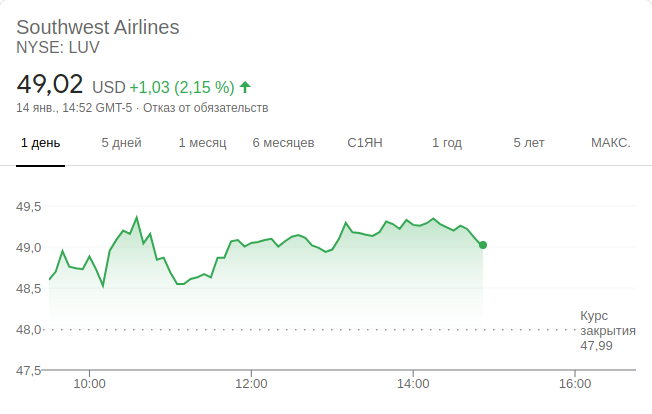 Southwest Airlines
NYSE: LUV
49,02 USD +1,03 (2,15 %)
14 янв., 14:52 GMT-5 · Отказ от обязательств
1 день 5 дней 1 месяц 6 месяцев С1ЯН 1 год 5 лет МАКС.
49,5
49,0
48,5
Курс
48,0 закрытия
47,99
47,5
10:00 12:00 14:00 16:00